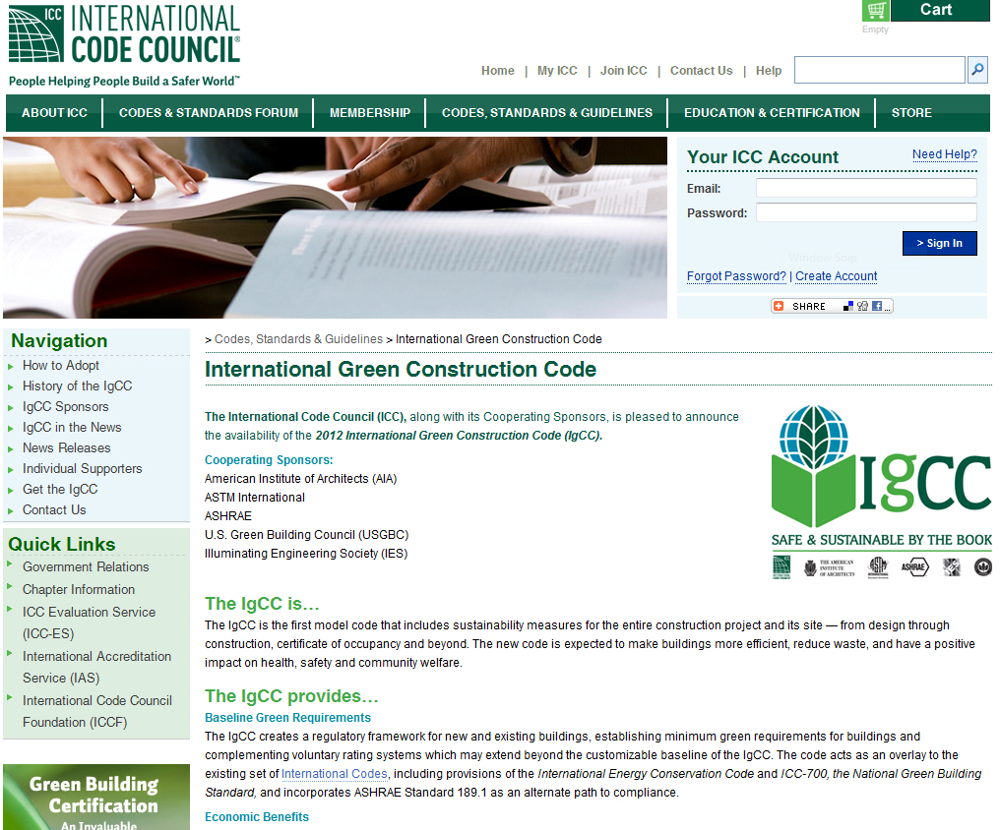 ICC INTERNATIONAL
CODE COUNCIL®
People Helping People Build a Safer World™
Cart
Empty
Home | My ICC | Join ICC | Contact Us | Help
ABOUT ICC
CODES & STANDARDS FORUM
MEMBERSHIP
CODES, STANDARDS & GUIDELINES
EDUCATION & CERTIFICATION
STORE
Your ICC Account
Need Help?
Email:
Password:
> Sign In
Window Snip
Forgot Password? | Create Account
SHARE
Navigation
How to Adopt
History of the IgCC
IgCC Sponsors
IgCC in the News
News Releases
Individual Supporters
Get the IgCC
Contact Us
Quick Links
Government Relations
Chapter Information
ICC Evaluation Service
(ICC-ES)
International Accreditation
Service (IAS)
International Code Council
Foundation (ICCF)
Green Building
Certification
An Invaluable
> Codes, Standards & Guidelines > International Green Construction Code
International Green Construction Code
The International Code Council (ICC), along with its Cooperating Sponsors, is pleased to announce
the availability of the 2012 International Green Construction Code (IgCC).
Cooperating Sponsors:
American Institute of Architects (AIA)
ASTM International
ASHRAE
U.S. Green Building Council (USGBC)
Illuminating Engineering Society (IES)
IgCC
SAFE & SUSTAINABLE BY THE BOOK
THE AMERICAN
INSTITUTE
OF ARCHITECTS
ASTM
ASHRAE
The IgCC is…
The IgCC is the first model code that includes sustainability measures for the entire construction project and its site — from design through
construction, certificate of occupancy and beyond. The new code is expected to make buildings more efficient, reduce waste, and have a positive
impact on health, safety and community welfare.
The IgCC provides…
Baseline Green Requirements
The IgCC creates a regulatory framework for new and existing buildings, establishing minimum green requirements for buildings and
complementing voluntary rating systems which may extend beyond the customizable baseline of the IgCC. The code acts as an overlay to the
existing set of International Codes, including provisions of the International Energy Conservation Code and ICC-700, the National Green Building
Standard, and incorporates ASHRAE Standard 189.1 as an alternate path to compliance.
Economic Benefits